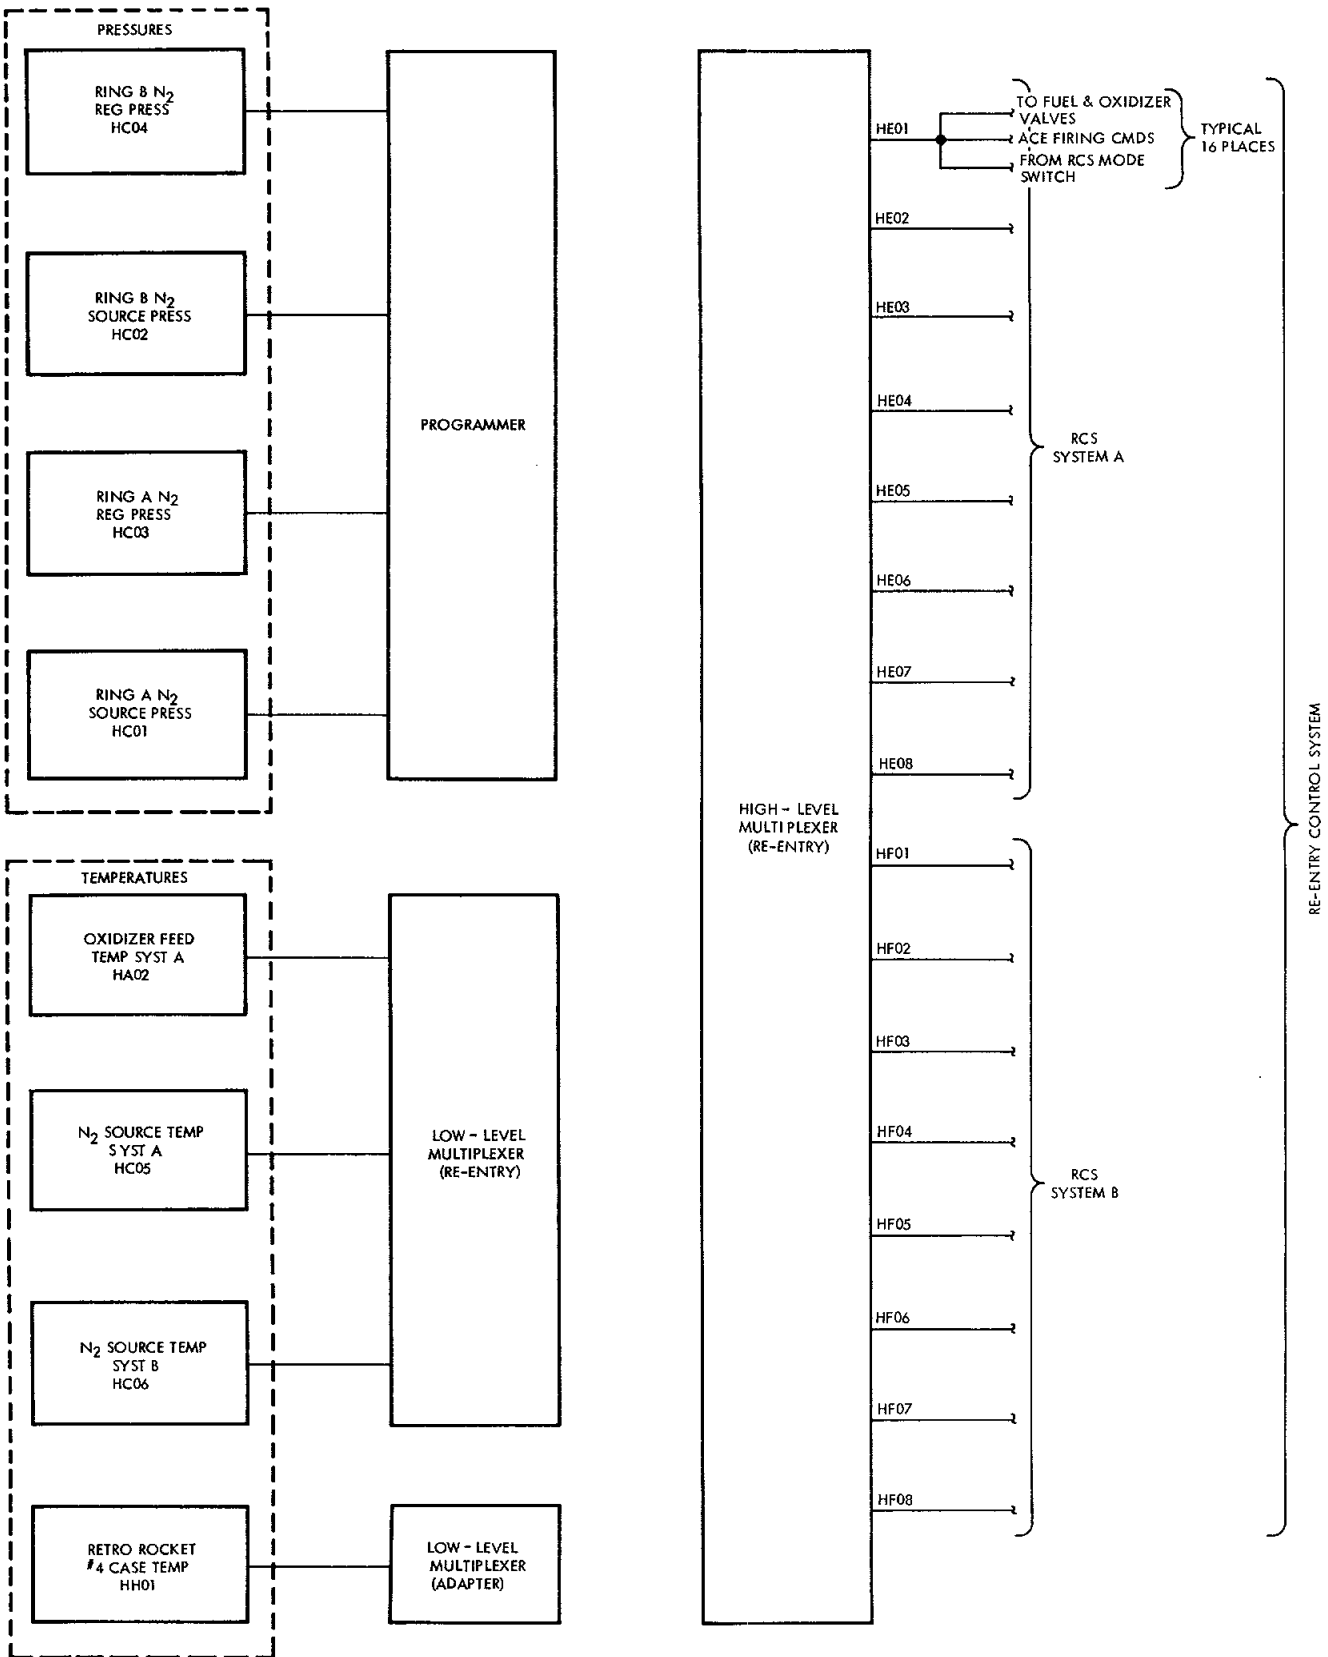 PRESSURES
RING B N2
REG PRESS
HC04
RING B N2
SOURCE PRESS
HC02
RING A N2
REG PRESS
HC03
RING A N2
SOURCE PRESS
HC01
PROGRAMMER
TEMPERATURES
OXIDIZER FEED
TEMP SYST A
HA02
N2 SOURCE TEMP
SYST A
HC05
N2 SOURCE TEMP
SYST B
HC06
RETRO ROCKET
#4 CASE TEMP
HH01
LOW-LEVEL
MULTIPLEXER
(RE-ENTRY)
LOW-LEVEL
MULTIPLEXER
(ADAPTER)
HIGH-LEVEL
MULTIPLEXER
(RE-ENTRY)
HE01
TO FUEL & OXIDIZER
VALVES
ACE FIRING CMDS
FROM RCS MODE
SWITCH
TYPICAL
16 PLACES
HE02
HE03
HE04
HE05
HE06
HE07
HE08
RCS
SYSTEM A
HF01
HF02
HF03
HF04
HF05
HF06
HF07
HF08
RCS
SYSTEM B
RE-ENTRY CONTROL SYSTEM